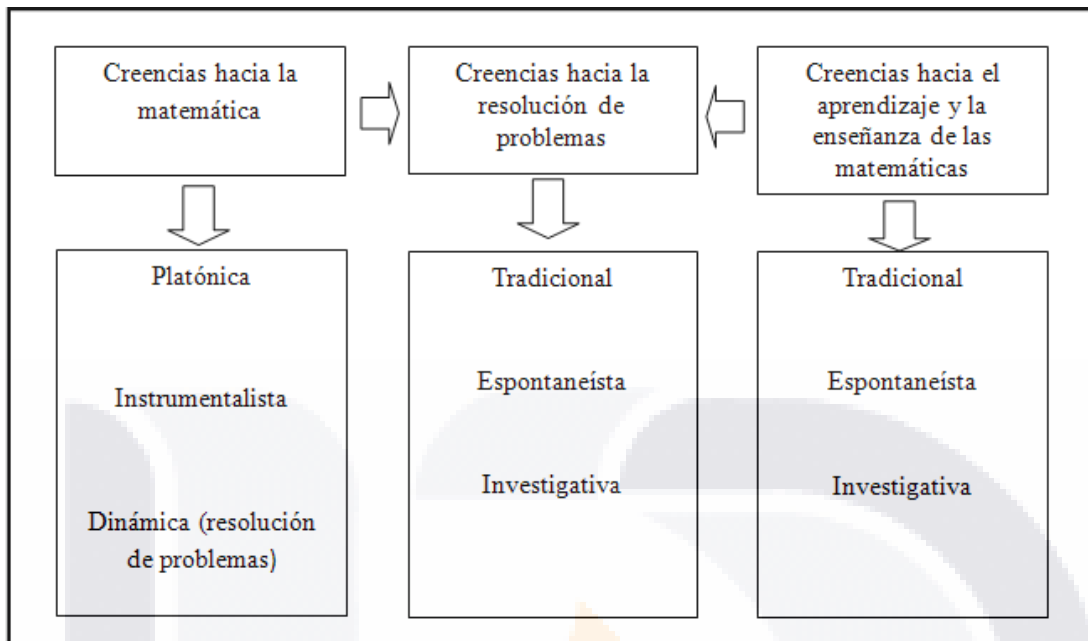 Creencias hacia la
matemática
Creencias hacia la
resolución de
problemas
Creencias hacia el
aprendizaje y la
enseñanza de las
matemáticas
Platónica
Instrumentalista
Dinámica (resolución
de problemas)
Tradicional
Espontaneísta
Investigativa
Tradicional
Espontaneísta
Investigativa